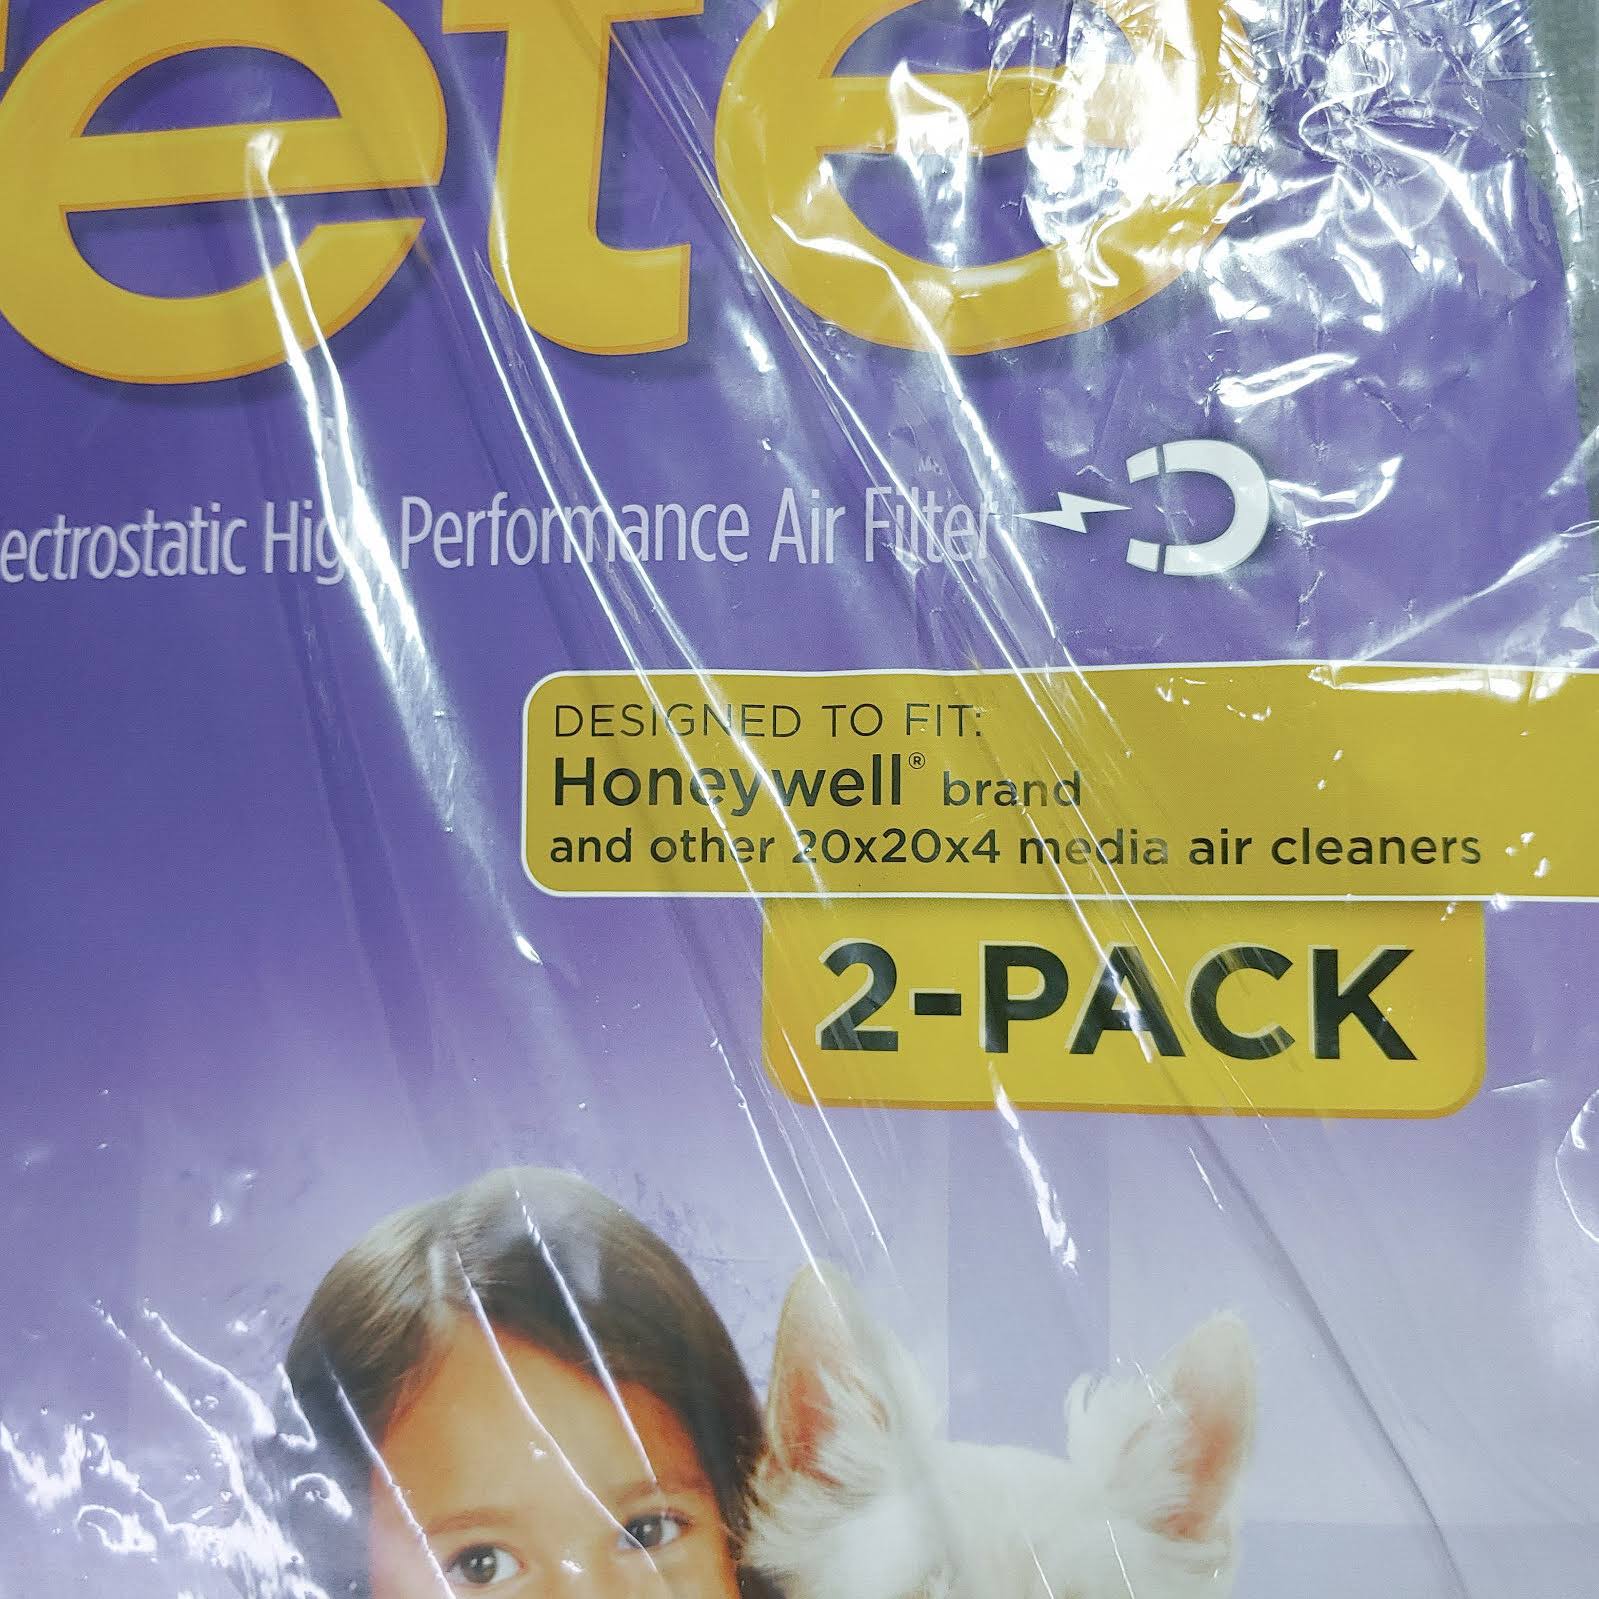 ete
ectrostatic High Performance Air Filter
DESIGNED TO FIT:
Honeywell® brand
and other 20x20x4 media air cleaners
2-PACK